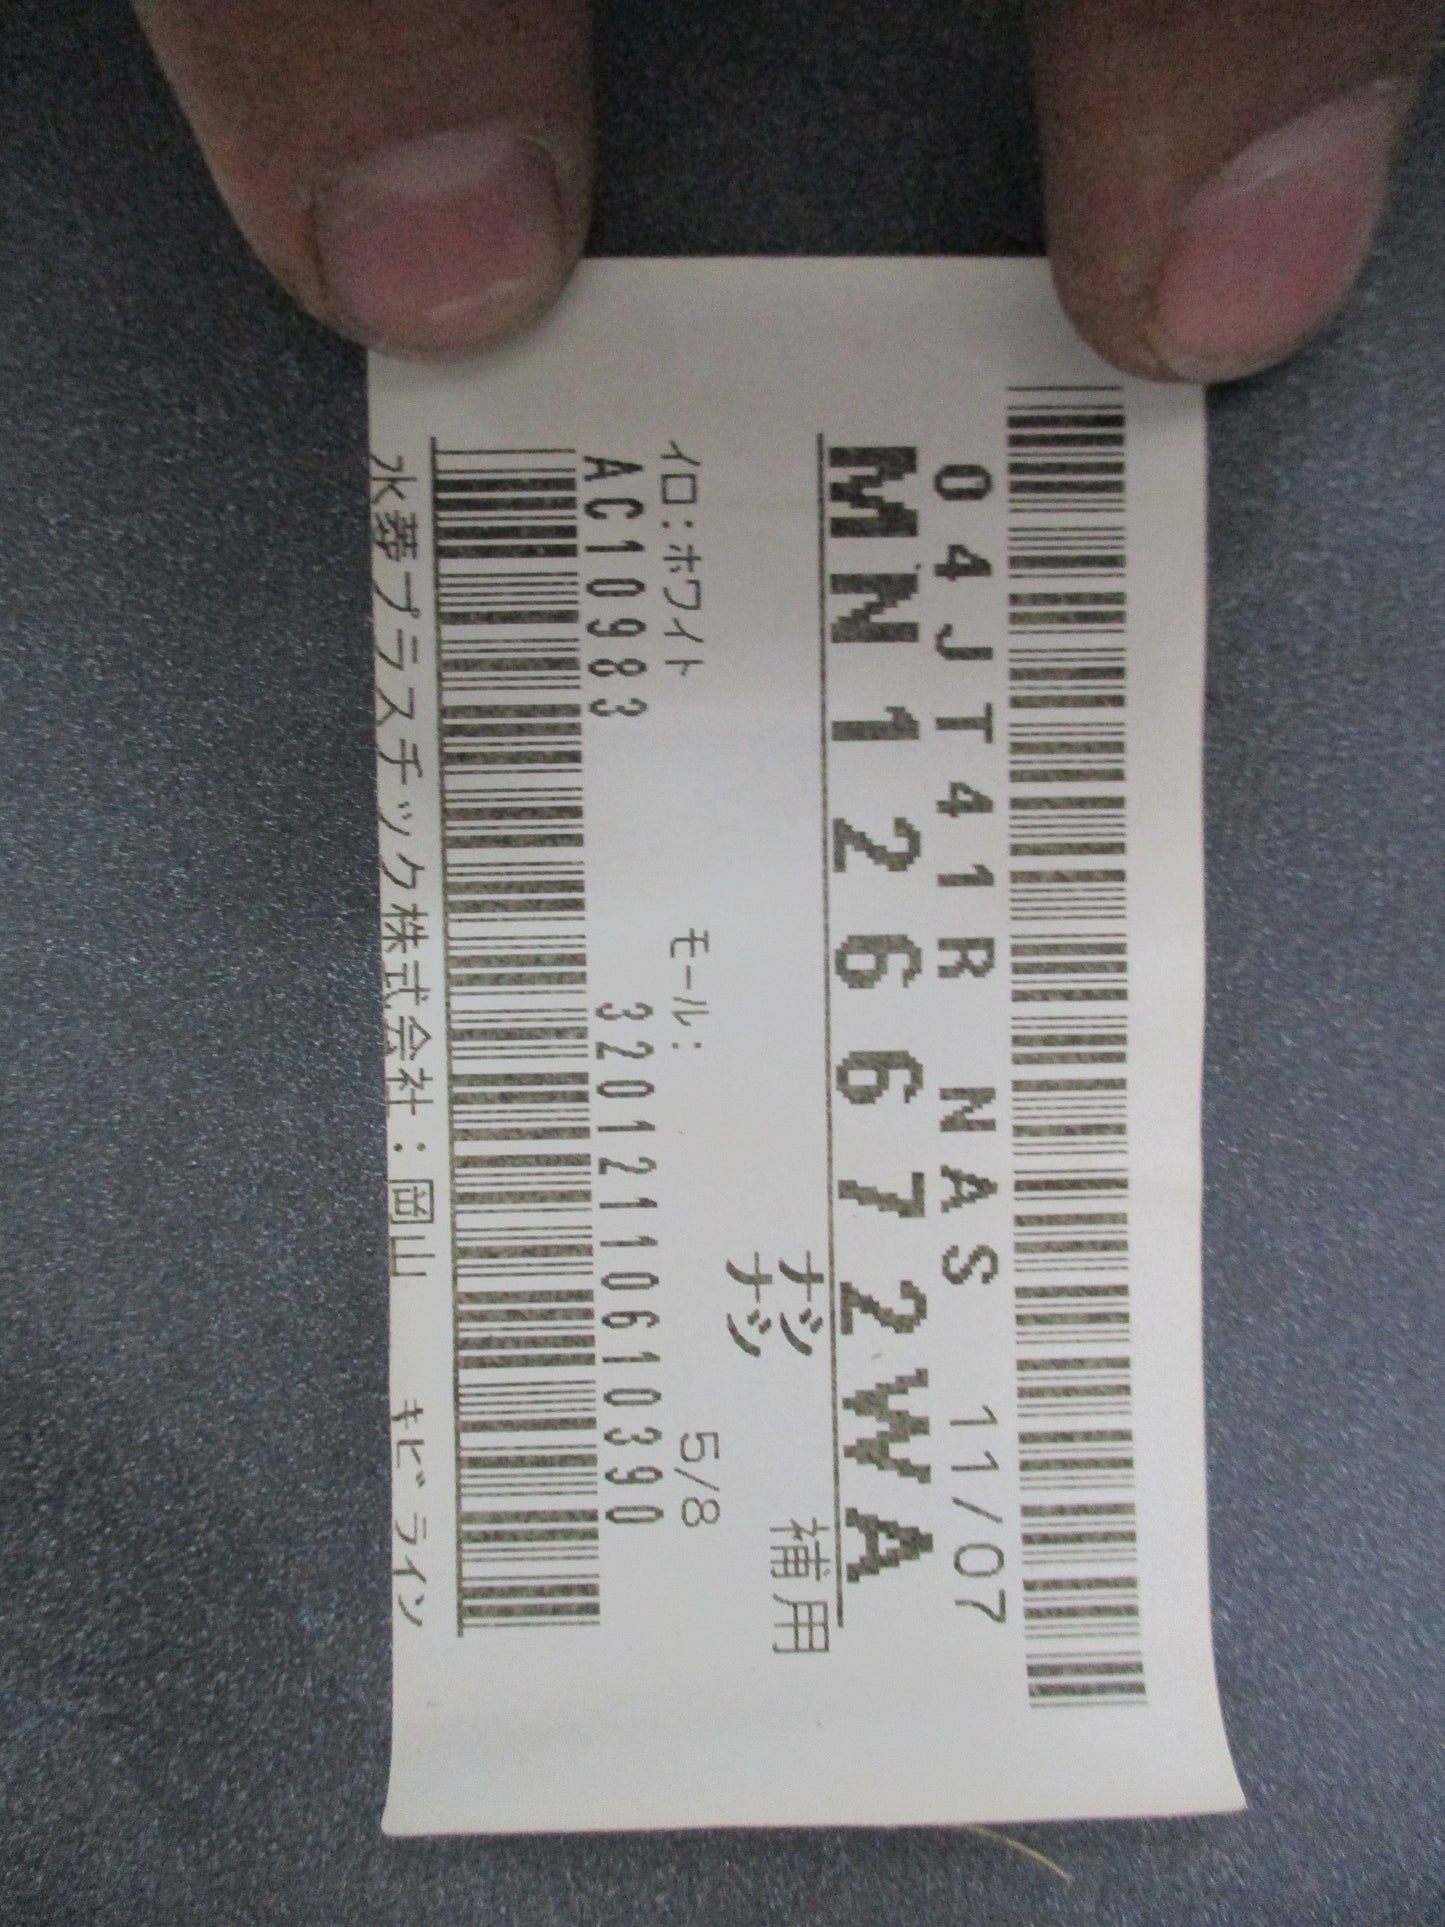 04JT41R NAS 11/07
MN126672WA
ナシ 補用
ナシ
イロ:ホワイト モール: 5/8
AC10983 3201211061039​0
水菱プラスチック株式会社:岡山 キビライン